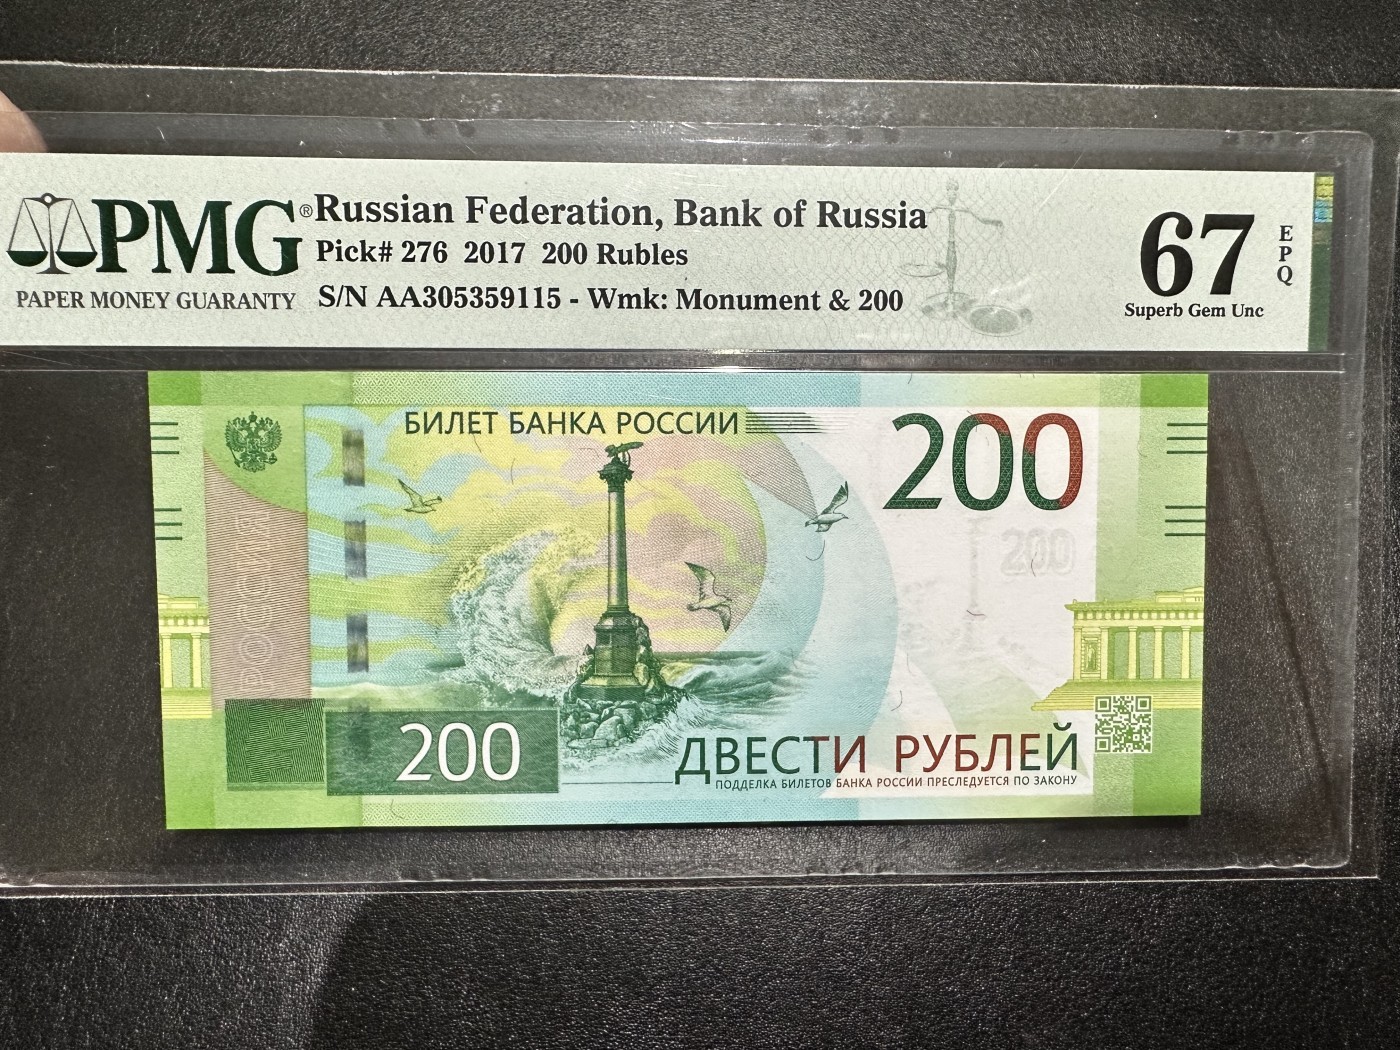 PMG®
PAPER MONEY GUARANTY
Russian Federation, Bank of Russia
Pick# 276 2017 200 Rubles
S/N AA305359115 - Wmk: Monument & 200
67
EPQ
Superb Gem Unc
БИЛЕТ БАНКА РОССИИ
200
200
РОССИЯ
200
ДВЕСТИ РУБЛЕЙ
ПОДДЕЛКА БИЛЕТОВ БАНКА РОССИИ ПРЕСЛЕДУЕТСЯ ПО ЗАКОНУ